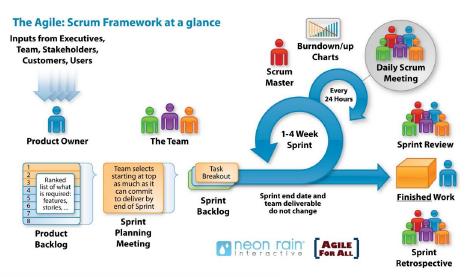 The Agile: Scrum Framework at a glance
Inputs from Executives,
Team, Stakeholders,
Customers, Users
Product Owner
The Team
Scrum
Master
Burndown/up
Charts
Every
24 Hours
Daily Scrum
Meeting
1-4 Week
Sprint
Sprint Review
1
2
3
4
5
6
7
8
Ranked
list of what
is required:
features,
stories, ...
Product
Backlog
Team selects
starting at top
as much as it
can commit
to deliver by
end of Sprint
Sprint
Planning
Meeting
Task
Breakout
Sprint
Backlog
Sprint end date and
team deliverable
do not change
Finished Work
Sprint
Retrospective
neon rain
interactive
AGILE
FOR ALL